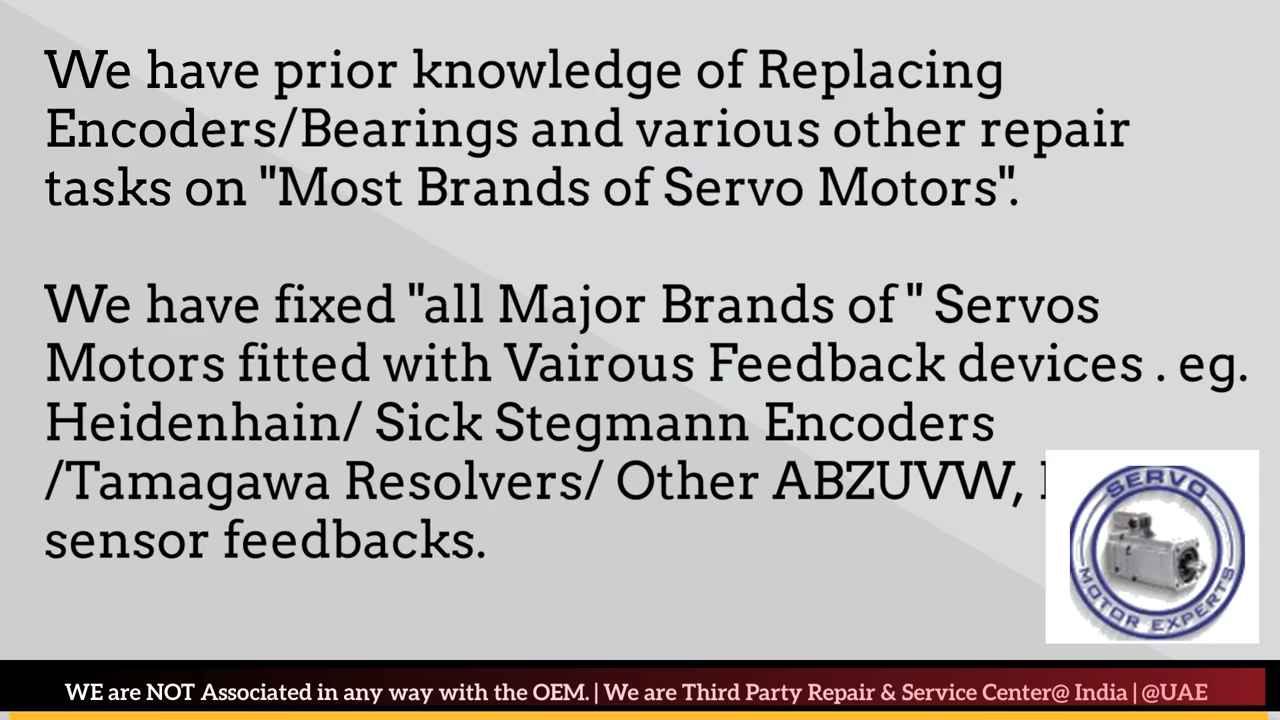 We have prior knowledge of Replacing
Encoders/Bearings and various other repair
tasks on "Most Brands of Servo Motors".
We have fixed "all Major Brands of " Servos
Motors fitted with Vairous Feedback devices . eg.
Heidenhain/ Sick Stegmann Encoders
/Tamagawa Resolvers/ Other ABZUVW,
sensor feedbacks.
SERVO
MOTOR EXPERTS
WE are NOT Associated in any way with the OEM. | We are Third Party Repair & Service Center@ India | @UAE